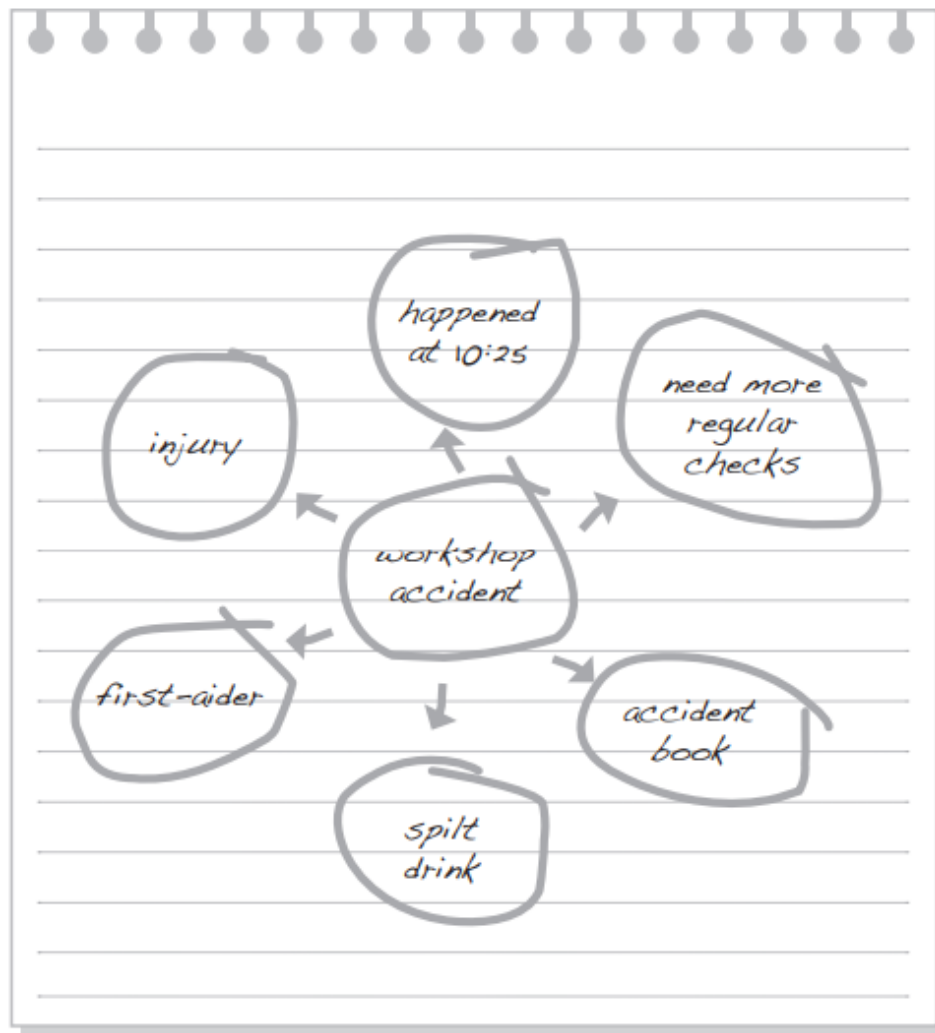 happened
at 10:25
need more
regular
checks
injury
workshop
accident
first-aider
accident
book
spilt
drink